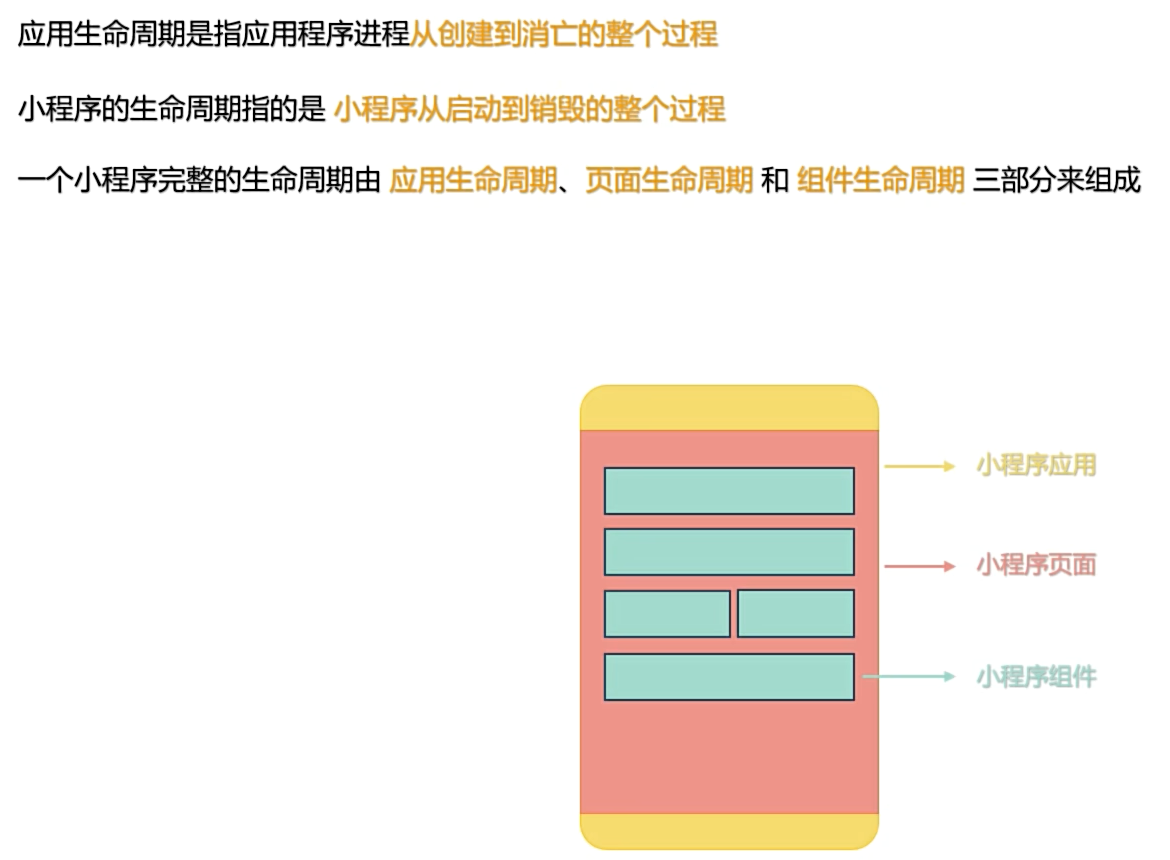 应用生命周期是指应用程序进程从创建到消亡的整个过程
小程序的生命周期指的是 小程序从启动到销毁的整个过程
一个小程序完整的生命周期由 应用生命周期、页面生命周期 和 组件生命周期 三部分来组成
小程序应用
小程序页面
小程序组件